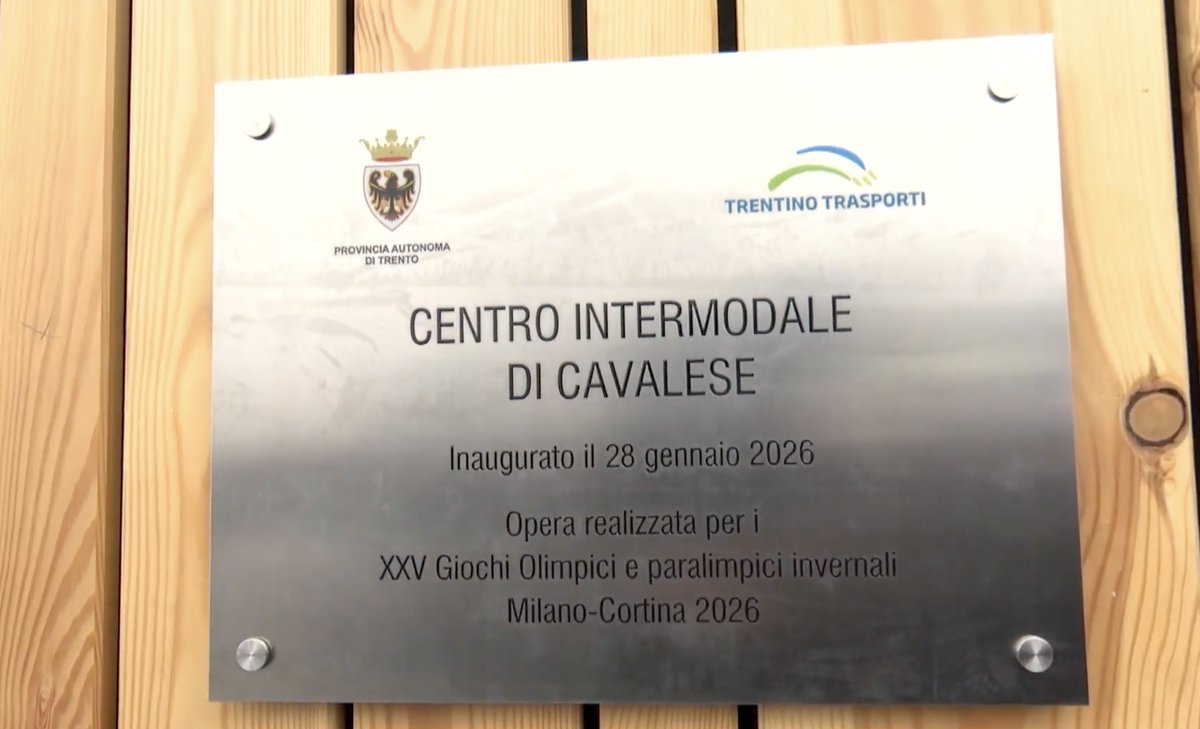 PROVINCIA AUTONOMA
DI TRENTO
TRENTINO TRASPORTI
CENTRO INTERMODALE
DI CAVALESE
Inaugurato il 28 gennaio 2026
Opera realizzata per i
XXV Giochi Olimpici e paralimpici invernali
Milano-Cortina 2026